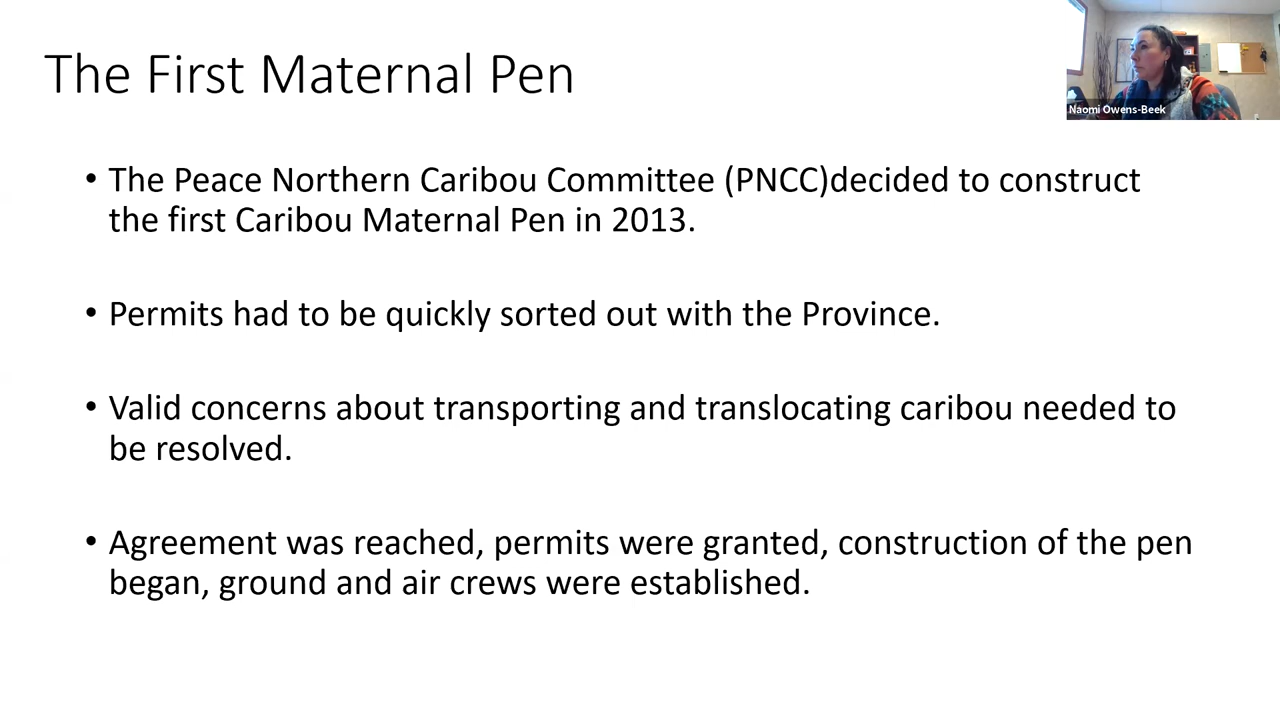 The First Maternal Pen
Naomi Owens-Beek
• The Peace Northern Caribou Committee (PNCC)decided to construct
the first Caribou Maternal Pen in 2013.
• Permits had to be quickly sorted out with the Province.
• Valid concerns about transporting and translocating caribou needed to
be resolved.
• Agreement was reached, permits were granted, construction of the pen
began, ground and air crews were established.